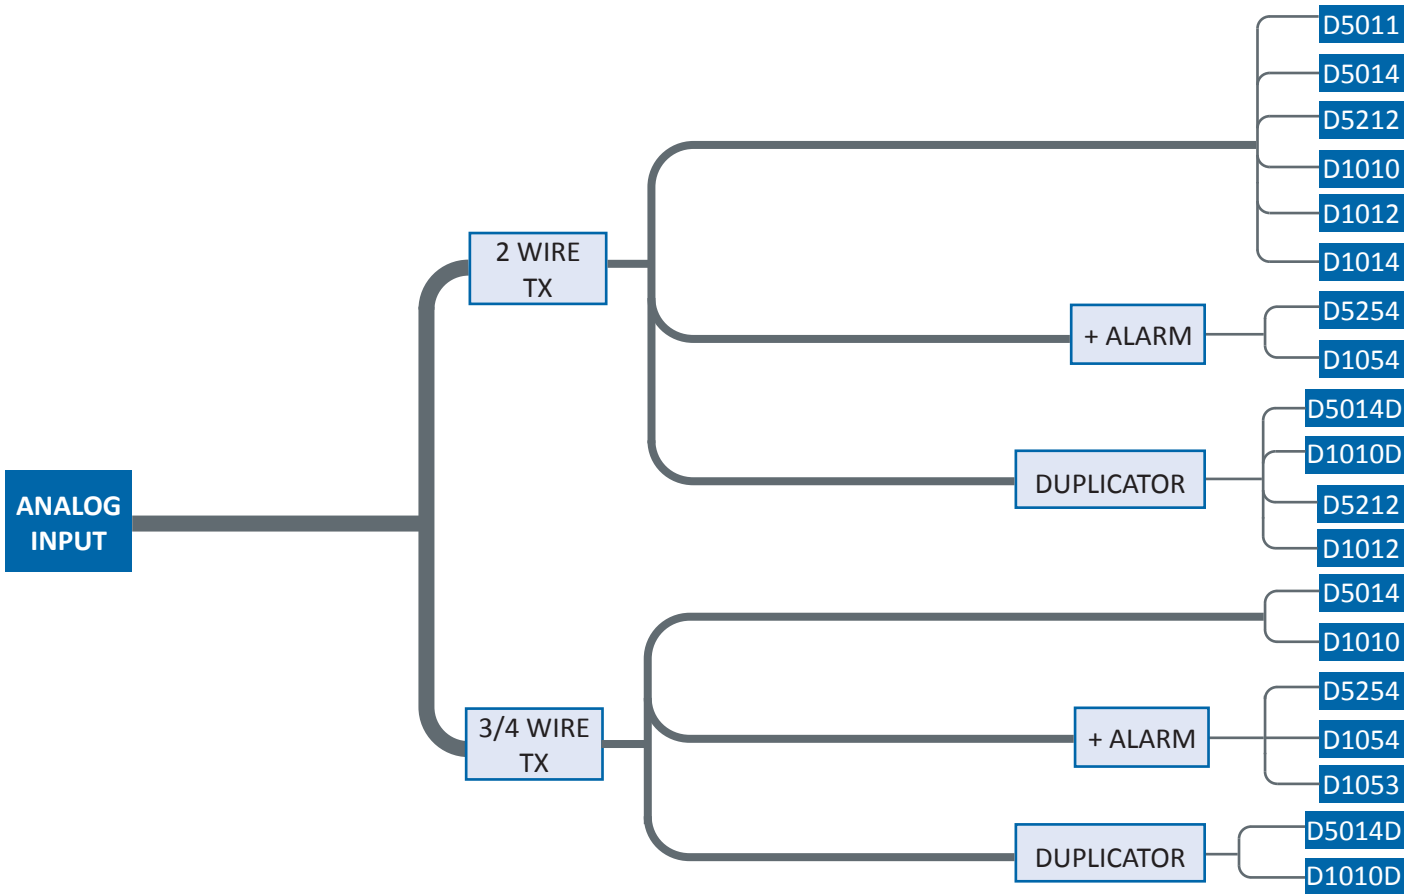 ANALOG
INPUT
2 WIRE
TX
D5011
D5014
D5212
D1010
D1012
D1014
+ ALARM
D5254
D1054
DUPLICATOR
D5014D
D1010D
D5212
D1012
3/4 WIRE
TX
D5014
D1010
+ ALARM
D5254
D1054
D1053
DUPLICATOR
D5014D
D1010D